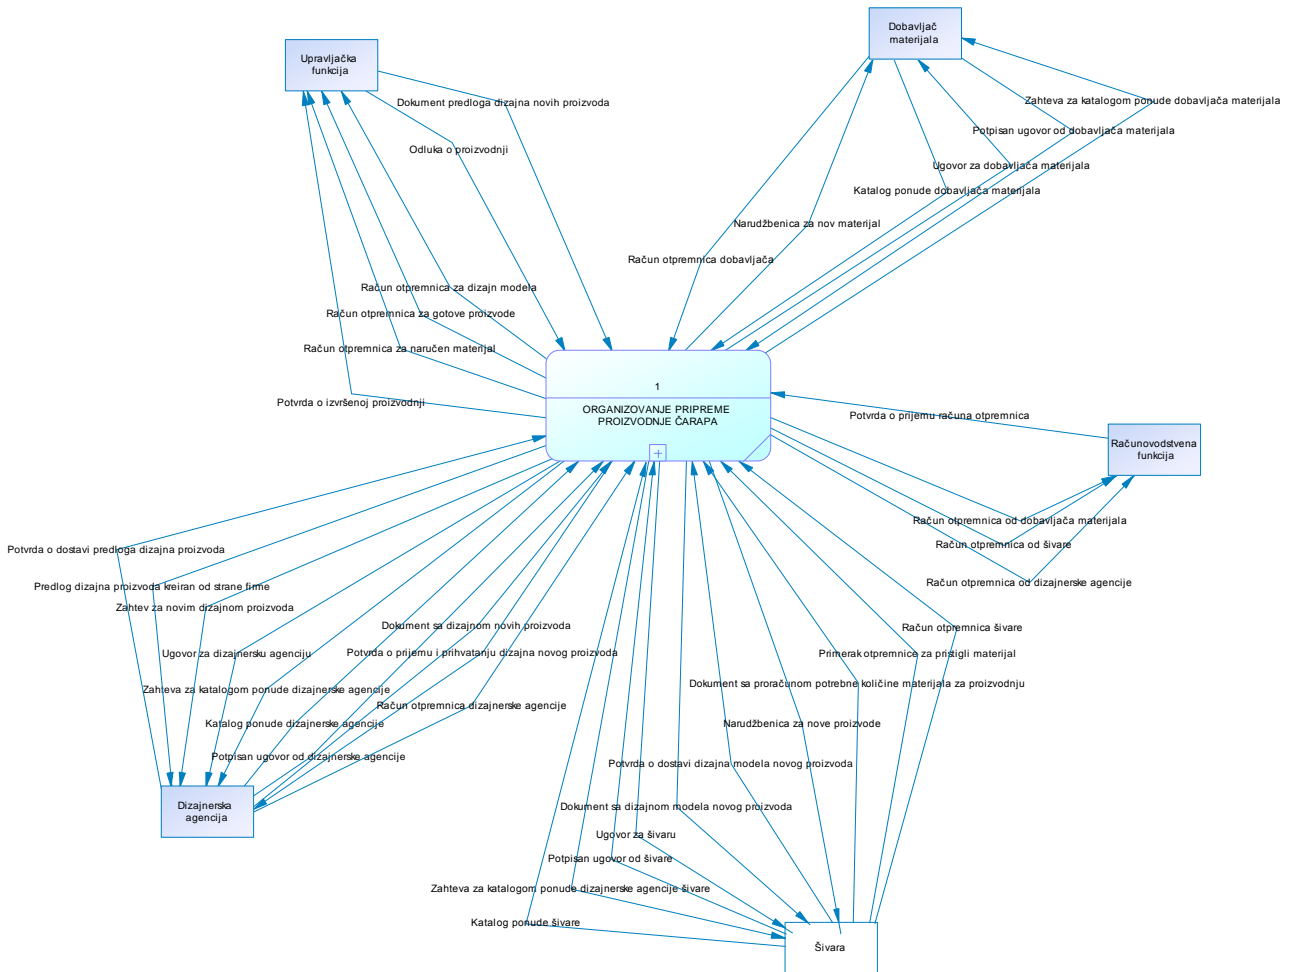 Dobavljač
materijala
Upravljačka
funkcija
Dokument predloga dizajna novih proizvoda
Zahteva za katalogom ponude dobavljača materijala
Potpisan ugovor od dobavljača materijala
Odluka o proizvodnji
Ugovor za dobavljača materijala
Katalog ponude dobavljača materijala
Narudžbenica za nov materijal
Račun otpremnica dobavljača
Račun otpremnica za dizajn modela
Račun otpremnica za gotove proizvode
Račun otpremnica za naručen materijal
Potvrda o izvršenoj proizvodnji
1
ORGANIZOVANJE PRIPREME
PROIZVODNJE ČARAPA
Potvrda o prijemu računa otpremnica
Računovodstvena
funkcija
Račun otpremnica od dobavljača materijala
Račun otpremnica od šivare
Račun otpremnica od dizajnerske agencije
Potvrda o dostavi predloga dizajna proizvoda
Predlog dizajna proizvoda kreiran od strane firme
Zahtev za novim dizajnom proizvoda
Dokument sa dizajnom novih proizvoda
Račun otpremnica šivare
Ugovor za dizajnersku agenciju
Potvrda o prijemu i prihvatanju dizajna novog proizvoda
Primerak otpremnice za pristigli materijal
Zahteva za katalogom ponude dizajnerske agencije
Dokument sa proračunom potrebne količine materijala za proizvodnju
Račun otpremnica dizajnerske agencije
Katalog ponude dizajnerske agencije
Narudžbenica za nove proizvode
Potpisan ugovor od dizajnerske agencije
Potvrda o dostavi dizajna modela novog proizvoda
Dizajnerska
agencija
Dokument sa dizajnom modela novog proizvoda
Ugovor za šivaru
Potpisan ugovor od šivare
Zahteva za katalogom ponude dizajnerske agencije šivare
Katalog ponude šivare
Šivara